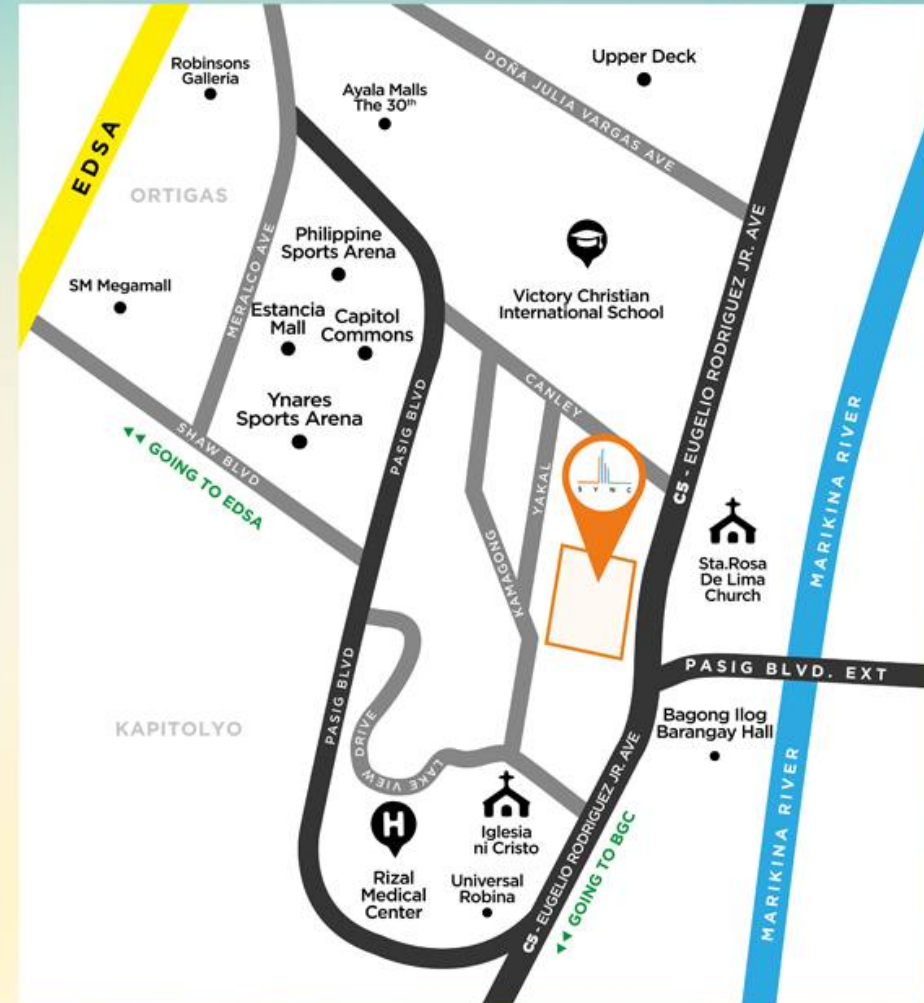 Robinsons
Galleria
Ayala Malls
The 30th
Upper Deck
DOÑA JULIA VARGAS AVE
EDSA
ORTIGAS
Philippine
Sports Arena
SM Megamall
MERALCO AVE
Estancia
Mall
Capitol
Commons
Victory Christian
International School
C5 - EUGELIO RODRIGUEZ JR. AVE
Ynares
Sports Arena
PASIG BLVD
CANLEY
MARIKINA RIVER
SHAW BLVD
◄◄ GOING TO EDSA
SYNC
YAKAL
KAMAGONG
Sta.Rosa
De Lima
Church
PASIG BLVD
PASIG BLVD. EXT
KAPITOLYO
LAKE VIEW DRIVE
Bagong Ilog
Barangay Hall
MARIKINA RIVER
H
Rizal
Medical
Center
Iglesia
ni Cristo
Universal
Robina
C5 - EUGELIO RODRIGUEZ JR. AVE
◄◄ GOING TO BGC